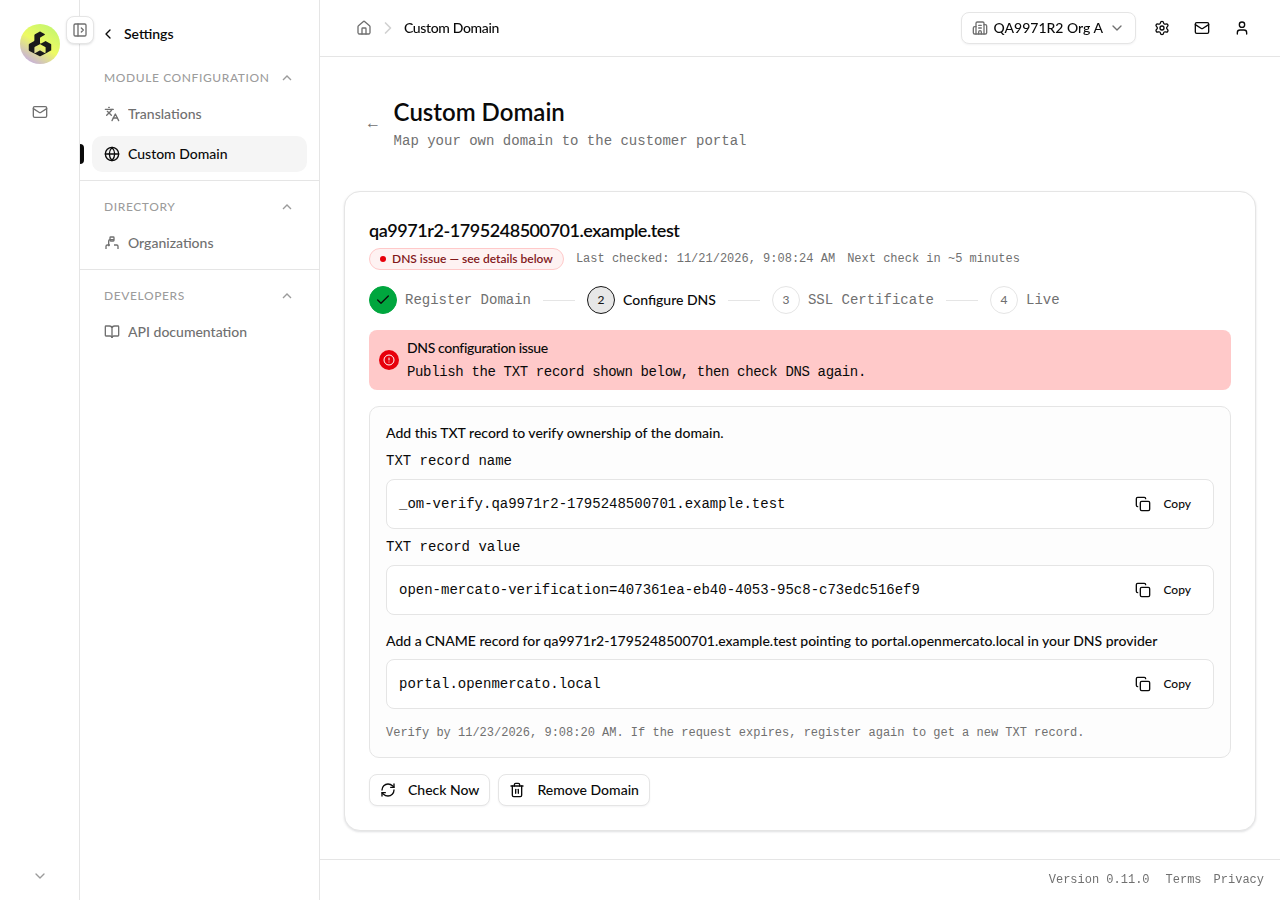 Settings
MODULE CONFIGURATION
Translations
Custom Domain
DIRECTORY
Organizations
DEVELOPERS
API documentation
Custom Domain
QA9971R2 Org A
Custom Domain
Map your own domain to the customer portal
qa9971r2-1795248500701.example.test
DNS issue — see details below Last checked: 11/21/2026, 9:08:24 AM Next check in ~5 minutes
Register Domain 2 Configure DNS 3 SSL Certificate 4 Live
DNS configuration issue
Publish the TXT record shown below, then check DNS again.
Add this TXT record to verify ownership of the domain.
TXT record name
_om-verify.qa9971r2-1795248500701.example.test Copy
TXT record value
open-mercato-verification=407361ea-eb40-4053-95c8-c73edc516ef9 Copy
Add a CNAME record for qa9971r2-1795248500701.example.test pointing to portal.openmercato.local in your DNS provider
portal.openmercato.local Copy
Verify by 11/23/2026, 9:08:20 AM. If the request expires, register again to get a new TXT record.
Check Now Remove Domain
Version 0.11.0 Terms Privacy